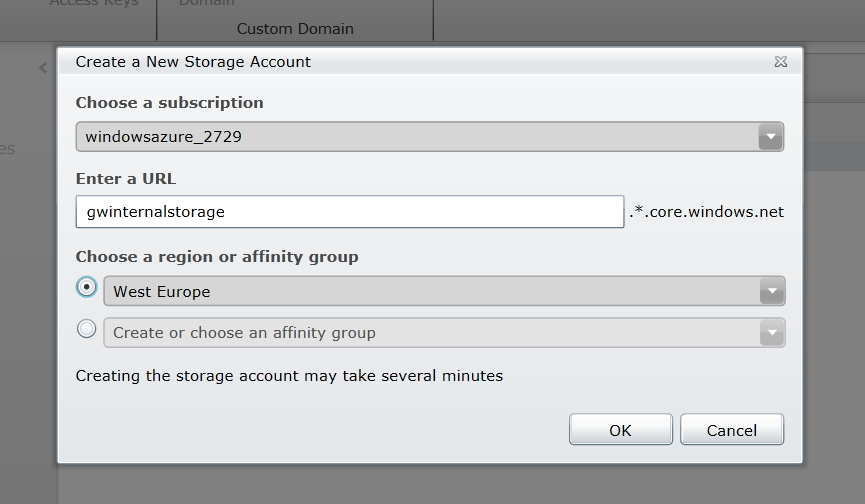 Access Keys
Domain
Custom Domain
Create a New Storage Account
Choose a subscription
windowsazure_2729
Enter a URL
gwinternalstorage .*.core.windows.net
Choose a region or affinity group
West Europe
Create or choose an affinity group
Creating the storage account may take several minutes
OK Cancel